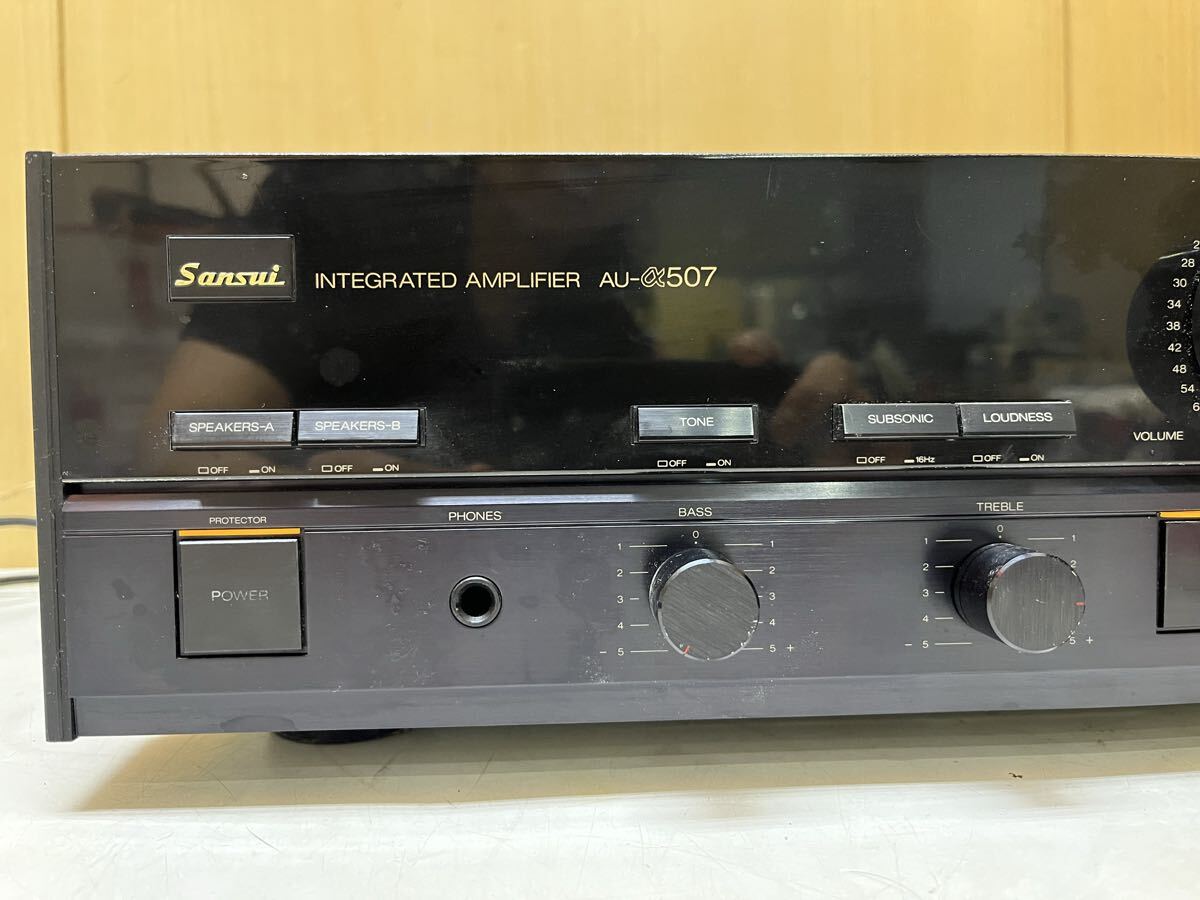 Sansui INTEGRATED AMPLIFIER AU-α507
28
30
34
38
42
48
54
SPEAKERS-A SPEAKERS-B TONE SUBSONIC LOUDNESS
VOLUME
OFF ON OFF ON OFF ON OFF 16Hz OFF ON
PROTECTOR PHONES BASS TREBLE
POWER
0
1 1
2 2
3 3
4 4
- 5 5 +
0
1 1
2 2
3
4 4
- 5 5 +